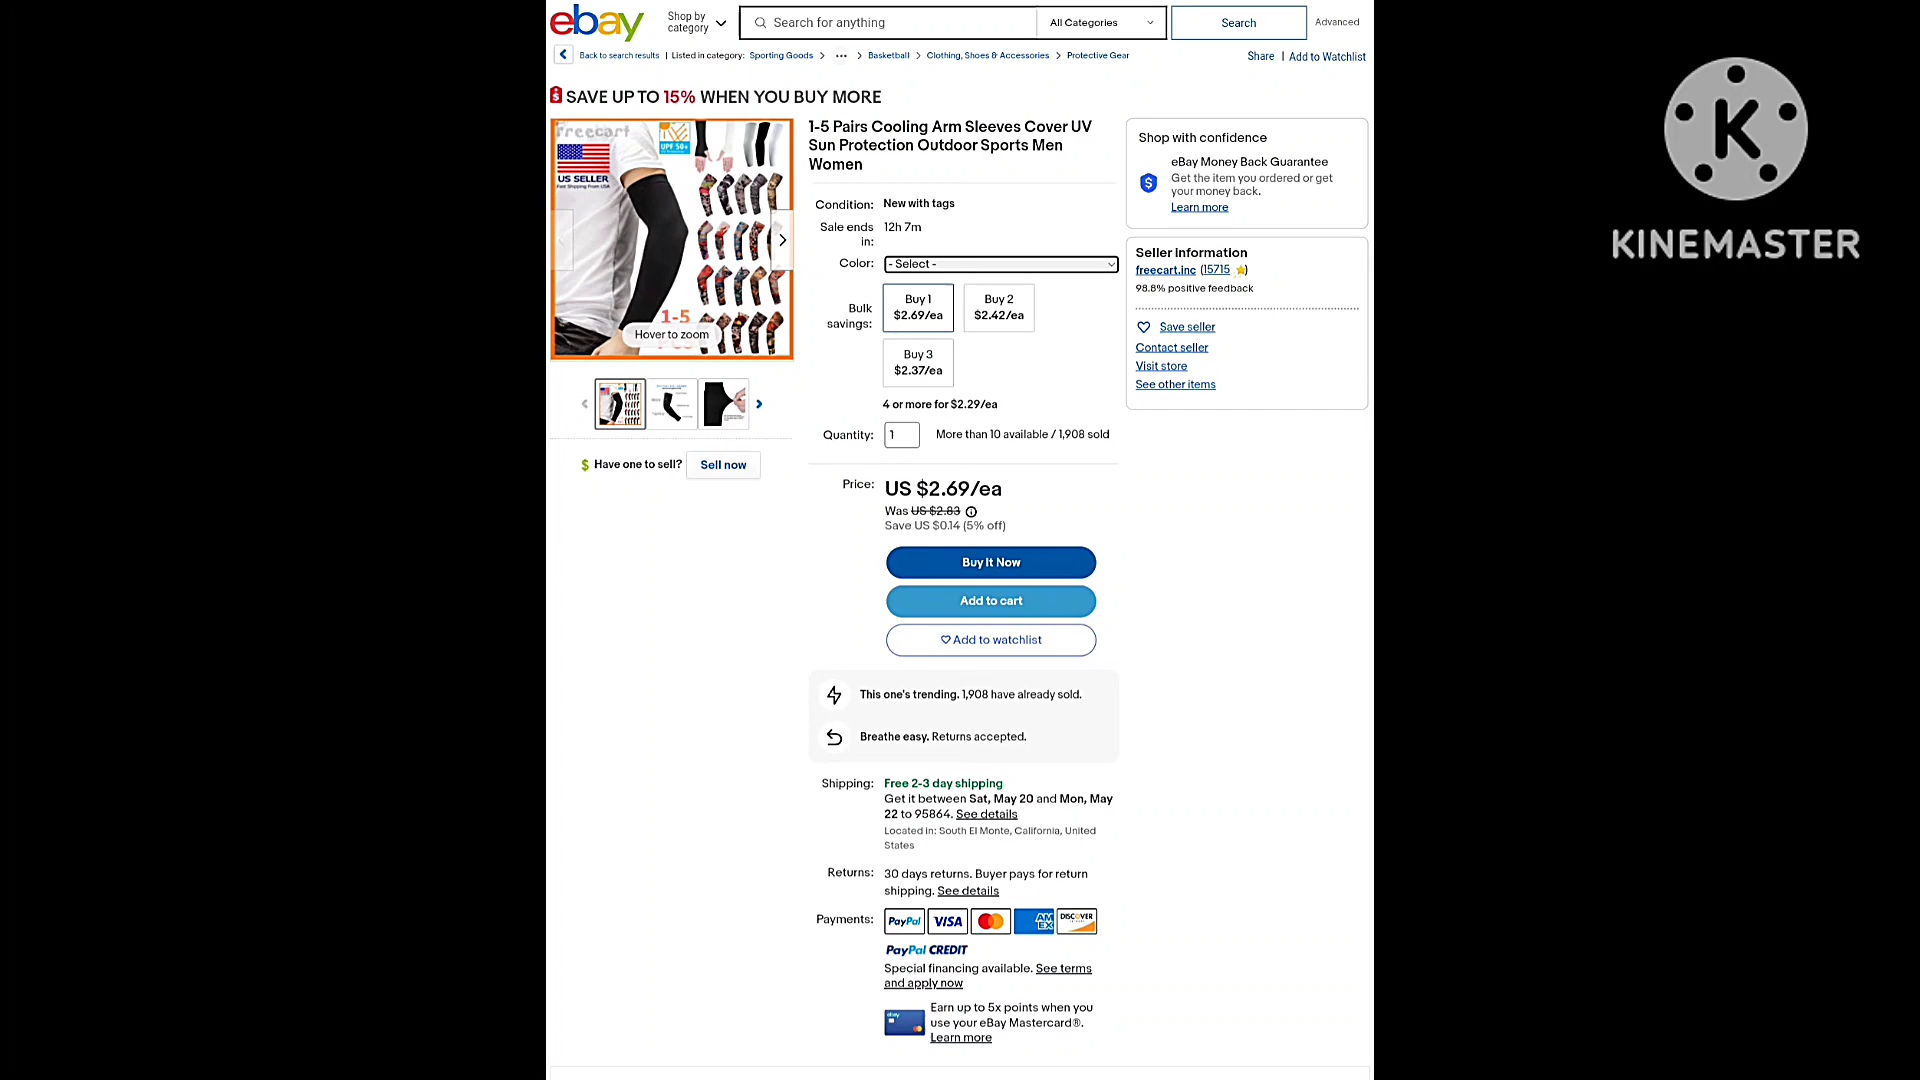 ebay
Shop by category
Search for anything
All Categories
Search
Advanced
Back to search results | Listed in category: Sporting Goods > ... > Basketball > Clothing, Shoes & Accessories > Protective Gear
Share | Add to Watchlist
SAVE UP TO 15% WHEN YOU BUY MORE
freecart
UPF 50+
US SELLER
Fast Shipping From USA
1-5
Hover to zoom
$ Have one to sell? Sell now
1-5 Pairs Cooling Arm Sleeves Cover UV
Sun Protection Outdoor Sports Men
Women
Condition: New with tags
Sale ends in: 12h 7m
Color: - Select -
Bulk savings:
Buy 1
$2.69/ea
Buy 2
$2.42/ea
Buy 3
$2.37/ea
4 or more for $2.29/ea
Quantity: 1 More than 10 available / 1,908 sold
Price: US $2.69/ea
Was US $2.83
Save US $0.14 (5% off)
Buy It Now
Add to cart
Add to watchlist
This one's trending. 1,908 have already sold.
Breathe easy. Returns accepted.
Shipping: Free 2-3 day shipping
Get it between Sat, May 20 and Mon, May
22 to 95864. See details
Located in: South El Monte, California, United
States
Returns: 30 days returns. Buyer pays for return
shipping. See details
Payments: PayPal VISA AM EX DISCOVER
PayPal CREDIT
Special financing available. See terms
and apply now
Earn up to 5x points when you
use your eBay Mastercard®.
Learn more
Shop with confidence
eBay Money Back Guarantee
Get the item you ordered or get
your money back.
Learn more
Seller information
freecart.inc (15715)
98.8% positive feedback
Save seller
Contact seller
Visit store
See other items
K
KINEMASTER